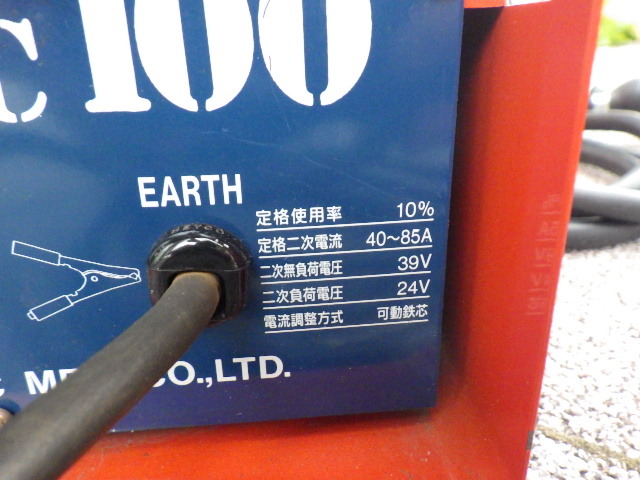 100
EARTH
定格使用率 10%
定格二次電流 40～85A
二次無負荷電圧 39V
二次負荷電圧 24V
電流調整方式 可動鉄芯
CO.,LTD.